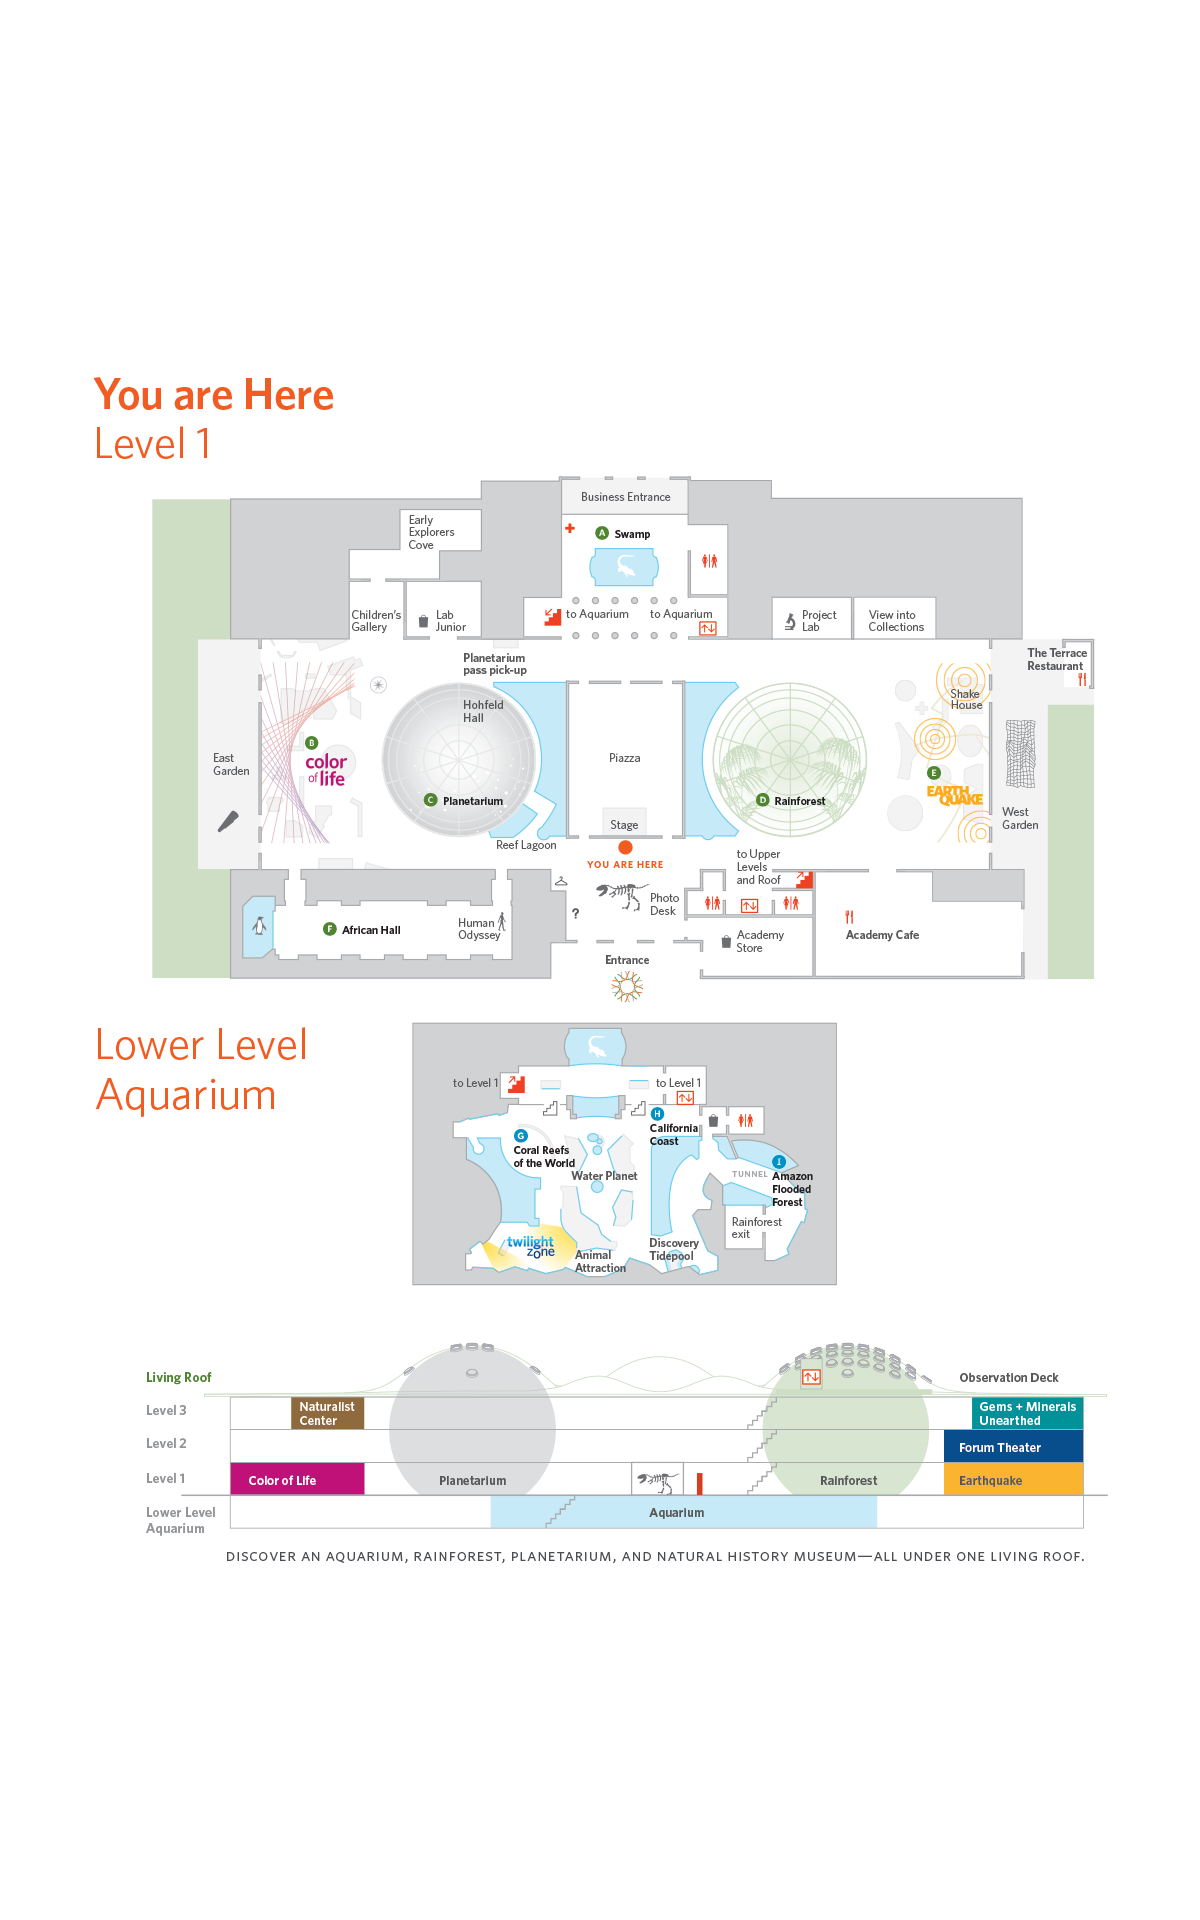 You are Here
Level 1
Business Entrance
Early
Explorers
Cove
A Swamp
Children's
Gallery
Lab
Junior
to Aquarium
to Aquarium
Project
Lab
View into
Collections
Planetarium
pass pick-up
The Terrace
Restaurant
Hohfeld
Hall
Shake
House
B
color
of life
East
Garden
Piazza
C Planetarium
D Rainforest
E
EARTH
QUAKE
West
Garden
Stage
Reef Lagoon
YOU ARE HERE
to Upper
Levels
and Roof
Photo
Desk
?
F African Hall
Human
Odyssey
Academy
Store
Academy Cafe
Entrance
Lower Level
Aquarium
to Level 1
to Level 1
H
California
Coast
G
Coral Reefs
of the World
Water Planet
TUNNEL
I
Amazon
Flooded
Forest
Rainforest
exit
twilight
zone
Animal
Attraction
Discovery
Tidepool
Living Roof
Observation Deck
Level 3
Naturalist
Center
Gems + Minerals
Unearthed
Level 2
Forum Theater
Level 1
Color of Life
Planetarium
Rainforest
Earthquake
Lower Level
Aquarium
Aquarium
DISCOVER AN AQUARIUM, RAINFOREST, PLANETARIUM, AND NATURAL HISTORY MUSEUM—ALL UNDER ONE LIVING ROOF.